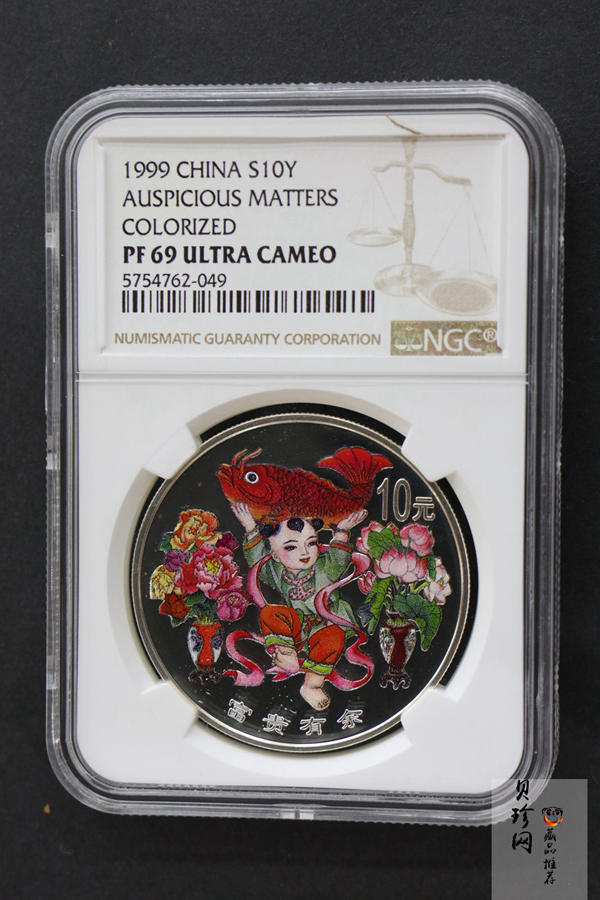 1999 CHINA S10Y
AUSPICIOUS MATTERS
COLORIZED
PF 69 ULTRA CAMEO
5754762-049
NUMISMATIC GUARANTY CORPORATION
NGC®
10元
富贵有余
贝珍网
藏品推荐